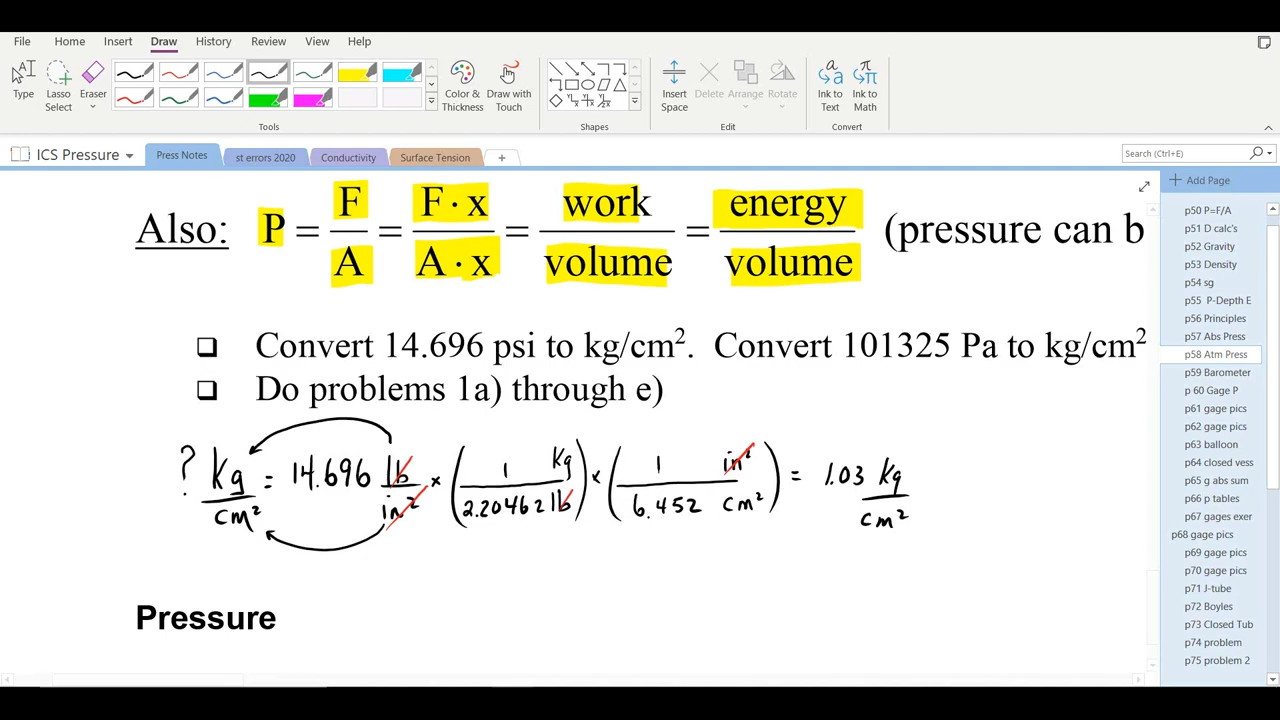 File Home Insert Draw History Review View Help
Type Lasso Select Eraser Color & Thickness Draw with Touch Insert Space Delete Arrange Rotate Ink to Text Ink to Math
Tools Shapes Edit Convert
ICS Pressure Press Notes st errors 2020 Conductivity Surface Tension + Search (Ctrl+E)
Also: P = F/A = F · x/A · x = work/volume = energy/volume (pressure can b
❑ Convert 14.696 psi to kg/cm². Convert 101325 Pa to kg/cm²
❑ Do problems 1a) through e)
? kg/cm² = 14.696 lb/in² × (1 kg/2.20462 lb) × (1 in²/6.452 cm²) = 1.03 kg/cm²
Pressure
+ Add Page
p50 P=F/A
p51 D calc's
p52 Gravity
p53 Density
p54 sg
p55 P-Depth E
p56 Principles
p57 Abs Press
p58 Atm Press
p59 Barometer
p 60 Gage P
p61 gage pics
p62 gage pics
p63 balloon
p64 closed vess
p65 g abs sum
p66 p tables
p67 gages exer
p68 gage pics
p69 gage pics
p70 gage pics
p71 J-tube
p72 Boyles
p73 Closed Tub
p74 problem
p75 problem 2